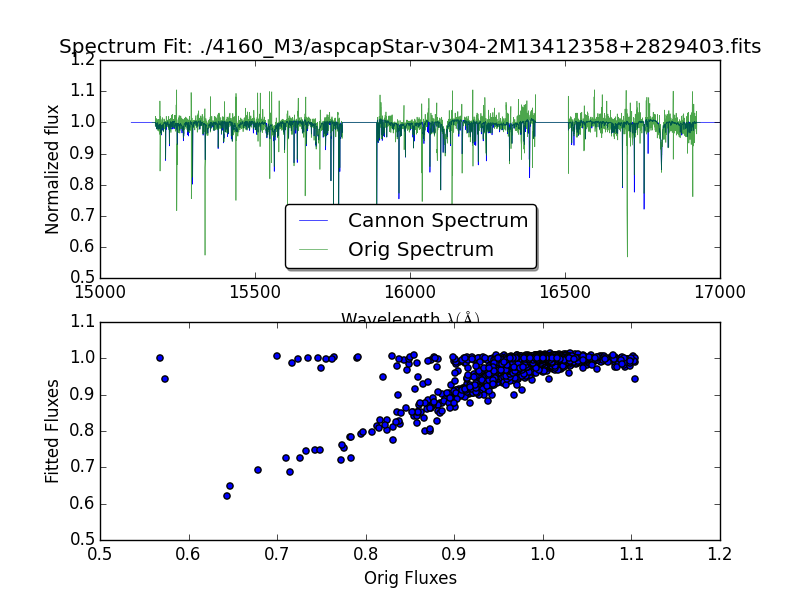 Spectrum Fit: ./4160_M3/aspcapStar-v304-2M13412358+2829403.fits
1.2
1.1
1.0
0.9
0.8
0.7
0.6
0.5
Normalized flux
Cannon Spectrum
Orig Spectrum
15000 15500 16000 16500 17000
Wavelength λ(Å)
1.1
1.0
0.9
0.8
0.7
0.6
0.5
Fitted Fluxes
0.5 0.6 0.7 0.8 0.9 1.0 1.1 1.2
Orig Fluxes